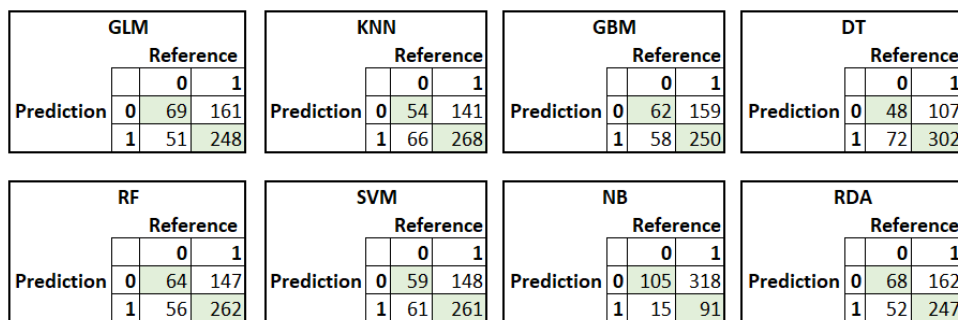 GLM KNN GBM DT
Reference Reference Reference Reference
0 1 0 1 0 1 0 1
Prediction 0 69 161 Prediction 0 54 141 Prediction 0 62 159 Prediction 0 48 107
1 51 248 1 66 268 1 58 250 1 72 302
RF SVM NB RDA
Reference Reference Reference Reference
0 1 0 1 0 1 0 1
Prediction 0 64 147 Prediction 0 59 148 Prediction 0 105 318 Prediction 0 68 162
1 56 262 1 61 261 1 15 91 1 52 247